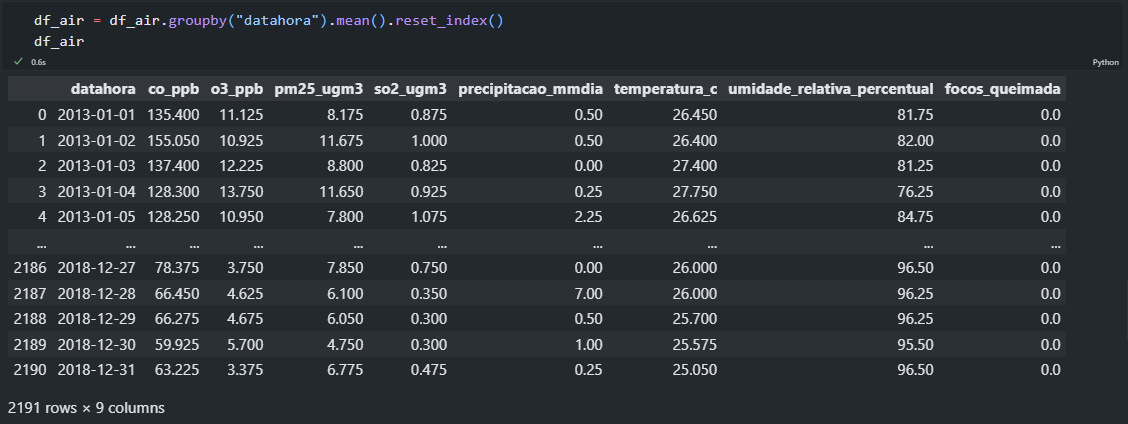 df_air = df_air.groupby("datahora").mean().reset_index()
df_air
0.6s
Python
datahora co_ppb o3_ppb pm25_ugm3 so2_ugm3 precipitacao_mmdia temperatura_c umidade_relativa_percentual focos_queimada
0 2013-01-01 135.400 11.125 8.175 0.875 0.50 26.450 81.75 0.0
1 2013-01-02 155.050 10.925 11.675 1.000 0.50 26.400 82.00 0.0
2 2013-01-03 137.400 12.225 8.800 0.825 0.00 27.400 81.25 0.0
3 2013-01-04 128.300 13.750 11.650 0.925 0.25 27.750 76.25 0.0
4 2013-01-05 128.250 10.950 7.800 1.075 2.25 26.625 84.75 0.0
... ... ... ... ... ... ... ... ... ...
2186 2018-12-27 78.375 3.750 7.850 0.750 0.00 26.000 96.50 0.0
2187 2018-12-28 66.450 4.625 6.100 0.350 7.00 26.000 96.25 0.0
2188 2018-12-29 66.275 4.675 6.050 0.300 0.50 25.700 96.25 0.0
2189 2018-12-30 59.925 5.700 4.750 0.300 1.00 25.575 95.50 0.0
2190 2018-12-31 63.225 3.375 6.775 0.475 0.25 25.050 96.50 0.0
2191 rows × 9 columns